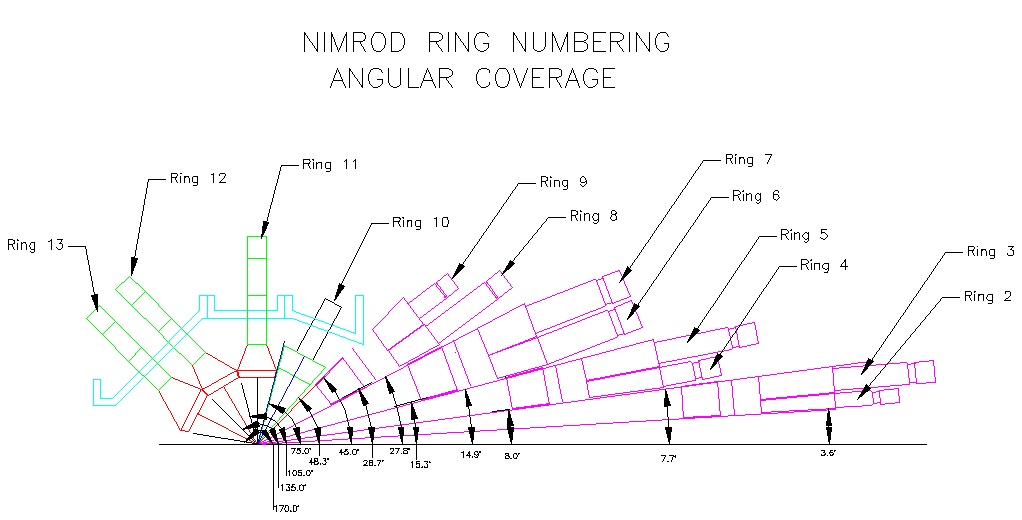 NIMROD RING NUMBERING
ANGULAR COVERAGE
Ring 7
Ring 11
Ring 12
Ring 9
Ring 6
Ring 8
Ring 10
Ring 5
Ring 13
Ring 3
Ring 4
Ring 2
75.0°
48.3°
45.0°
28.7°
27.8°
15.3°
14.9°
8.0°
7.7°
3.6°
105.0°
135.0°
170.0°